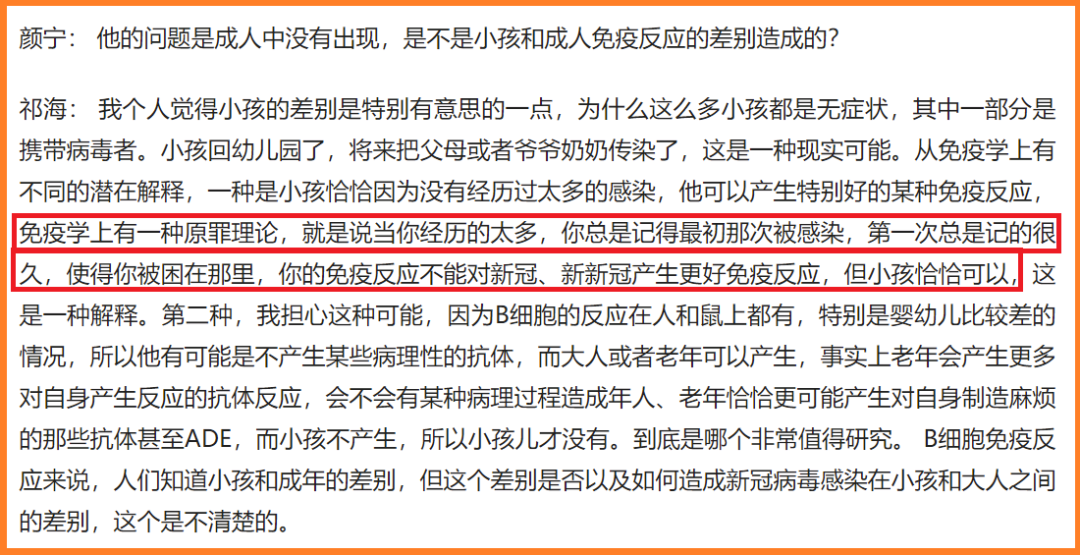 颜宁： 他的问题是成人中没有出现，是不是小孩和成人免疫反应的差别造成的？
祁海： 我个人觉得小孩的差别是特别有意思的一点，为什么这么多小孩都是无症状，其中一部分是
携带病毒者。小孩回幼儿园了，将来把父母或者爷爷奶奶传染了，这是一种现实可能。从免疫学上有
不同的潜在解释，一种是小孩恰恰因为没有经历过太多的感染，他可以产生特别好的某种免疫反应，
免疫学上有一种原罪理论，就是说当你经历的太多，你总是记得最初那次被感染，第一次总是记的很
久，使得你被困在那里，你的免疫反应不能对新冠、新新冠产生更好免疫反应，但小孩恰恰可以，这
是一种解释。第二种，我担心这种可能，因为B细胞的反应在人和鼠上都有，特别是婴幼儿比较差的
情况，所以他有可能是不产生某些病理性的抗体，而大人或者老年可以产生，事实上老年会产生更多
对自身产生反应的抗体反应，会不会有某种病理过程造成年人、老年恰恰更可能产生对自身制造麻烦
的那些抗体甚至ADE，而小孩不产生，所以小孩儿才没有。到底是哪个非常值得研究。 B细胞免疫反
应来说，人们知道小孩和成年的差别，但这个差别是否以及如何造成新冠病毒感染在小孩和大人之间
的差别，这个是不清楚的。